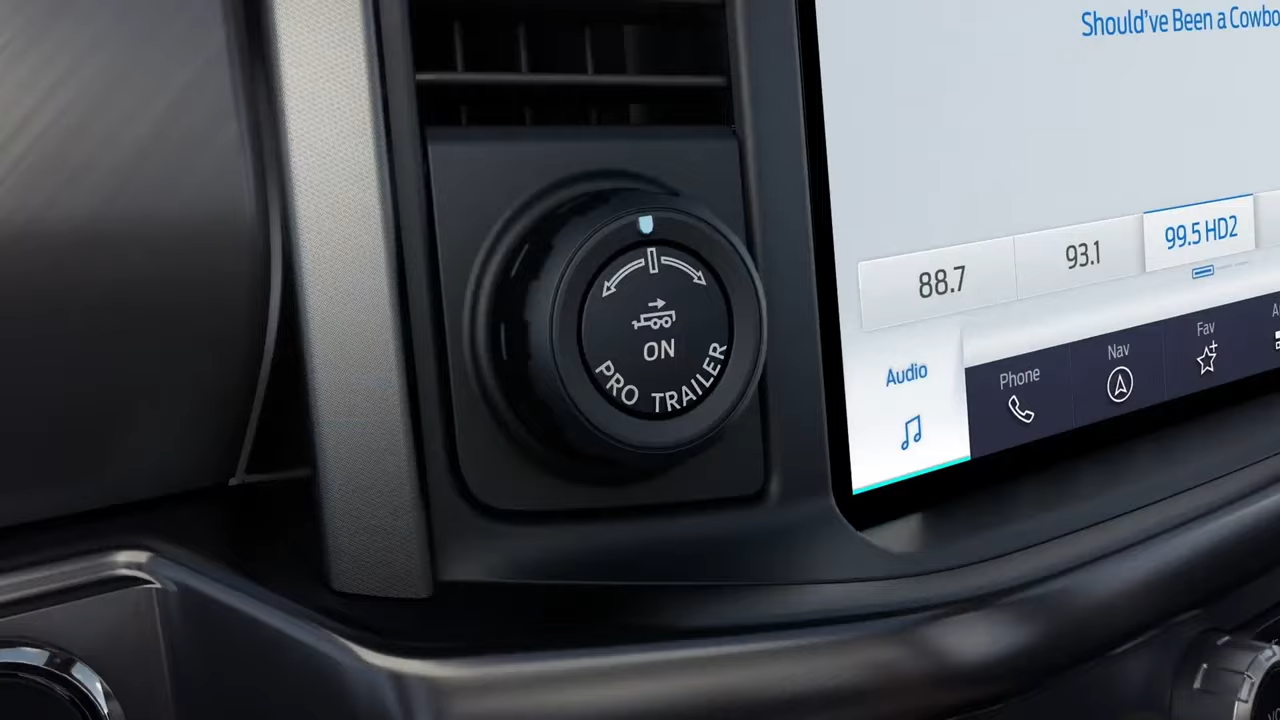 Should've Been a Cowbo
88.7
93.1
99.5 HD2
ON
PRO TRAILER
Audio
Phone
Nav
Fav